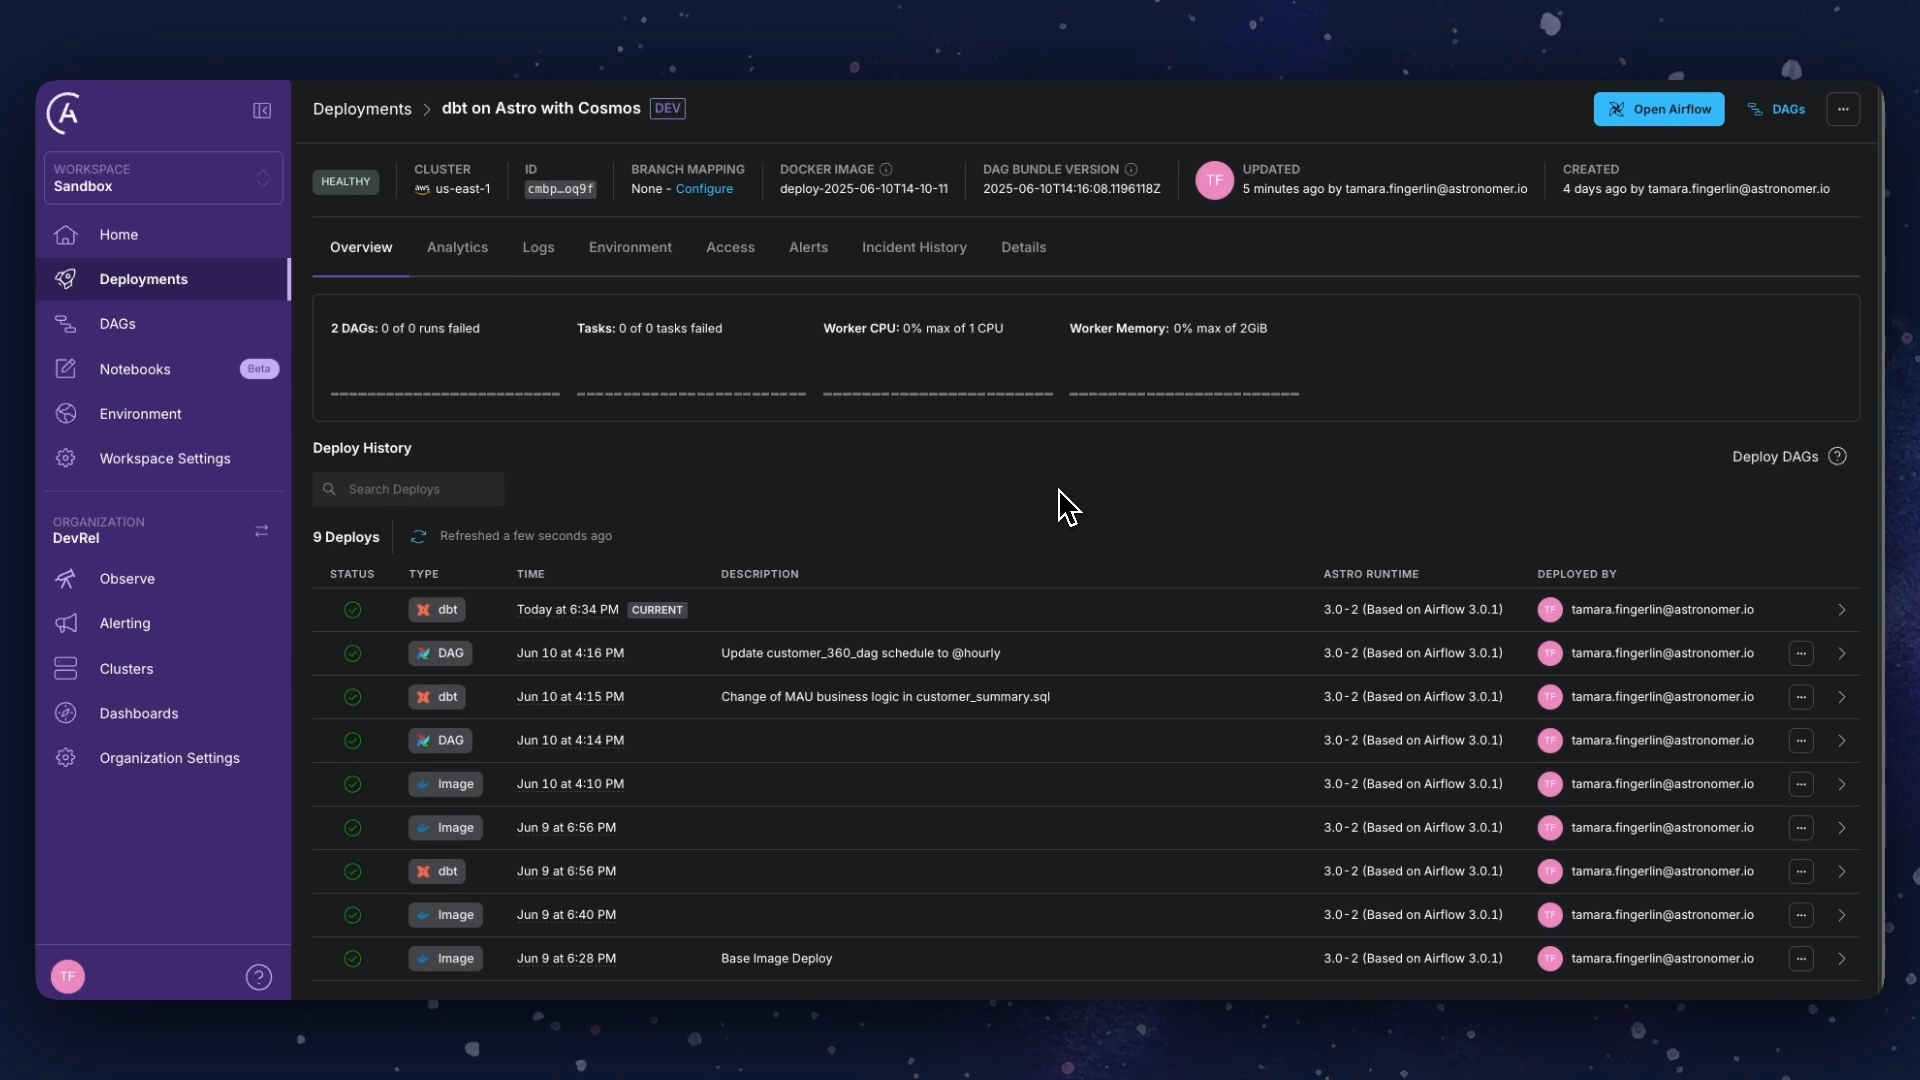 WORKSPACE
Sandbox
Home
Deployments
DAGs
Notebooks Beta
Environment
Workspace Settings
ORGANIZATION
DevRel
Observe
Alerting
Clusters
Dashboards
Organization Settings
TF
Deployments > dbt on Astro with Cosmos DEV
Open Airflow DAGs
HEALTHY
CLUSTER
aws us-east-1
ID
cmbp…oq9f
BRANCH MAPPING
None - Configure
DOCKER IMAGE
deploy-2025-06-10T14-10-11
DAG BUNDLE VERSION
2025-06-10T14:16:08.1196118Z
TF
UPDATED
5 minutes ago by tamara.fingerlin@astronomer.io
CREATED
4 days ago by tamara.fingerlin@astronomer.io
Overview Analytics Logs Environment Access Alerts Incident History Details
2 DAGs: 0 of 0 runs failed Tasks: 0 of 0 tasks failed Worker CPU: 0% max of 1 CPU Worker Memory: 0% max of 2GiB
Deploy History
Deploy DAGs
Search Deploys
9 Deploys Refreshed a few seconds ago
STATUS TYPE TIME DESCRIPTION ASTRO RUNTIME DEPLOYED BY
dbt Today at 6:34 PM CURRENT 3.0-2 (Based on Airflow 3.0.1) TF tamara.fingerlin@astronomer.io
DAG Jun 10 at 4:16 PM Update customer_360_dag schedule to @hourly 3.0-2 (Based on Airflow 3.0.1) TF tamara.fingerlin@astronomer.io
dbt Jun 10 at 4:15 PM Change of MAU business logic in customer_summary.sql 3.0-2 (Based on Airflow 3.0.1) TF tamara.fingerlin@astronomer.io
DAG Jun 10 at 4:14 PM 3.0-2 (Based on Airflow 3.0.1) TF tamara.fingerlin@astronomer.io
Image Jun 10 at 4:10 PM 3.0-2 (Based on Airflow 3.0.1) TF tamara.fingerlin@astronomer.io
Image Jun 9 at 6:56 PM 3.0-2 (Based on Airflow 3.0.1) TF tamara.fingerlin@astronomer.io
dbt Jun 9 at 6:56 PM 3.0-2 (Based on Airflow 3.0.1) TF tamara.fingerlin@astronomer.io
Image Jun 9 at 6:40 PM 3.0-2 (Based on Airflow 3.0.1) TF tamara.fingerlin@astronomer.io
Image Jun 9 at 6:28 PM Base Image Deploy 3.0-2 (Based on Airflow 3.0.1) TF tamara.fingerlin@astronomer.io